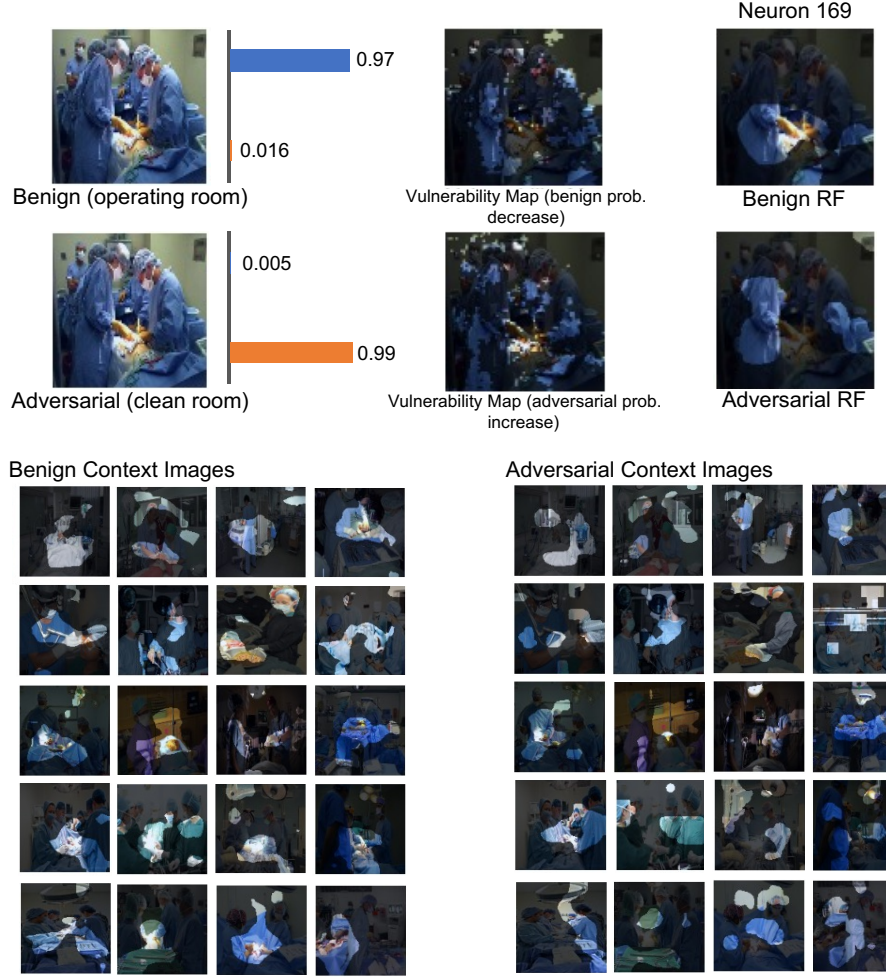 Neuron 169
0.97
0.016
Benign (operating room)
Vulnerability Map (benign prob.
decrease)
Benign RF
0.005
0.99
Adversarial (clean room)
Vulnerability Map (adversarial prob.
increase)
Adversarial RF
Benign Context Images
Adversarial Context Images